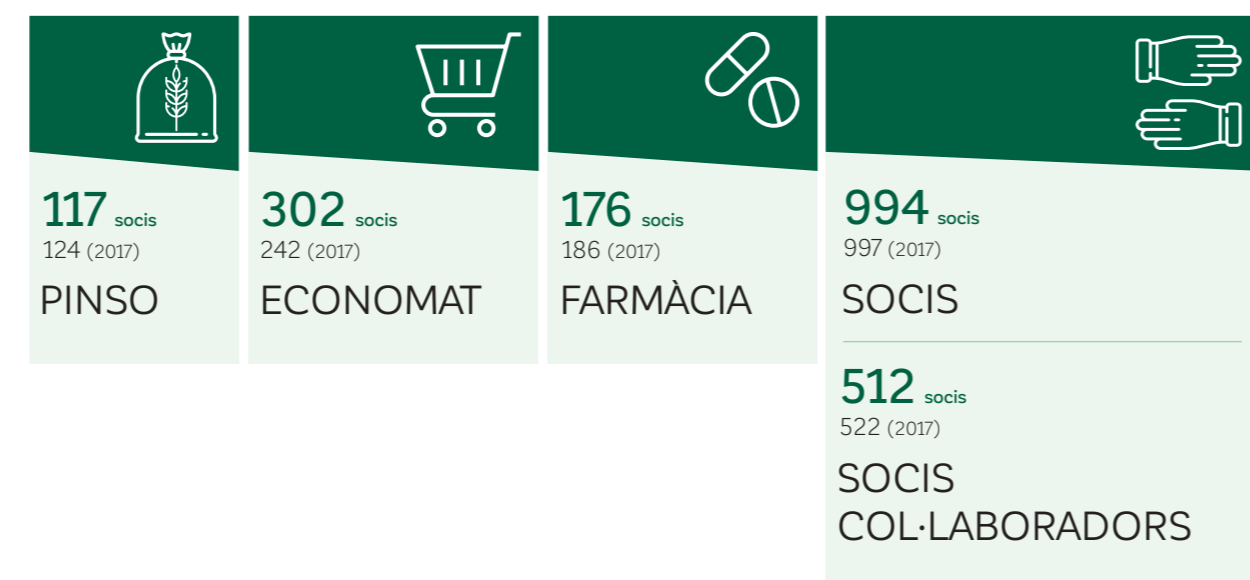 117 socis
124 (2017)
PINSO
302 socis
242 (2017)
ECONOMAT
176 socis
186 (2017)
FARMÀCIA
994 socis
997 (2017)
SOCIS
512 socis
522 (2017)
SOCIS
COL·LABORADORS